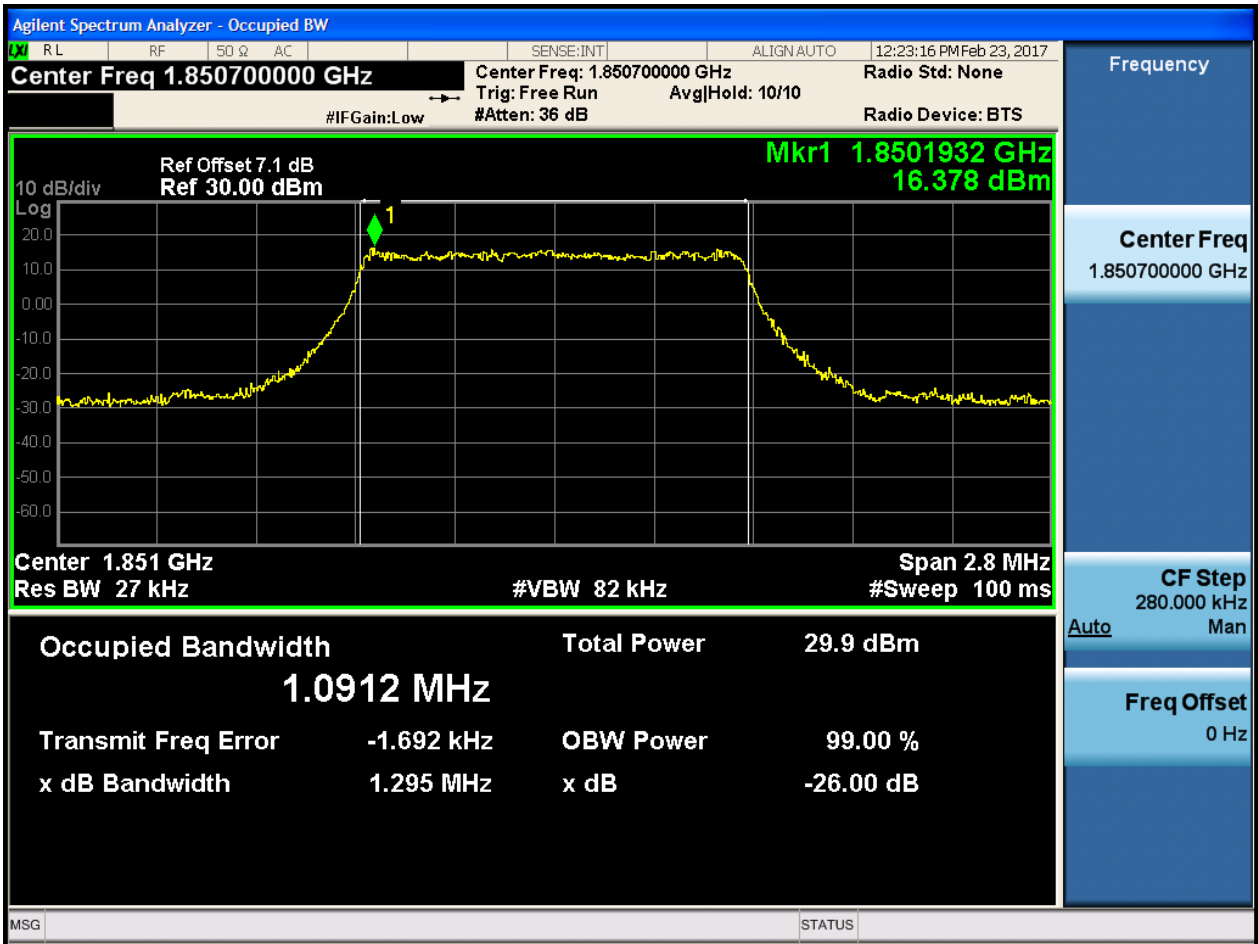 Agilent Spectrum Analyzer - Occupied BW
LXI RL RF 50 Ω AC SENSE:INT ALIGN AUTO 12:23:16 PM Feb 23, 2017
Center Freq 1.850700000 GHz
Center Freq: 1.850700000 GHz Radio Std: None
Trig: Free Run Avg|Hold: 10/10
#IFGain:Low #Atten: 36 dB Radio Device: BTS
Frequency
Mkr1 1.8501932 GHz
16.378 dBm
Ref Offset 7.1 dB
10 dB/div Ref 30.00 dBm
Log
1
20.0
10.0
0.00
-10.0
-20.0
-30.0
-40.0
-50.0
-60.0
Center 1.851 GHz Span 2.8 MHz
Res BW 27 kHz #VBW 82 kHz #Sweep 100 ms
Center Freq
1.850700000 GHz
CF Step
280.000 kHz
Auto Man
Freq Offset
0 Hz
Occupied Bandwidth Total Power 29.9 dBm
1.0912 MHz
Transmit Freq Error -1.692 kHz OBW Power 99.00 %
x dB Bandwidth 1.295 MHz x dB -26.00 dB
MSG STATUS